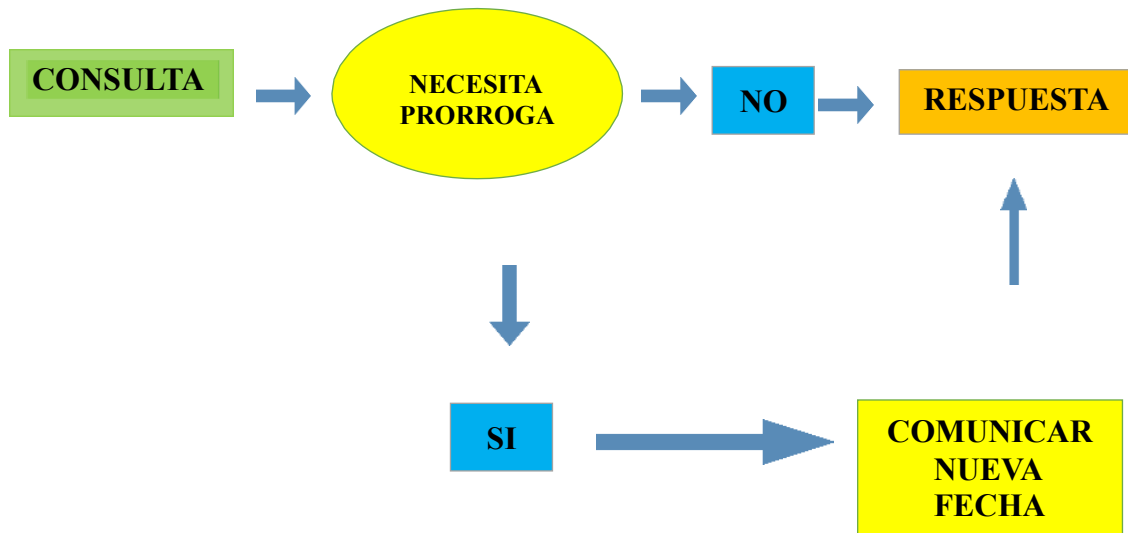 CONSULTA
NECESITA
PRORROGA
NO
RESPUESTA
SI
COMUNICAR
NUEVA
FECHA